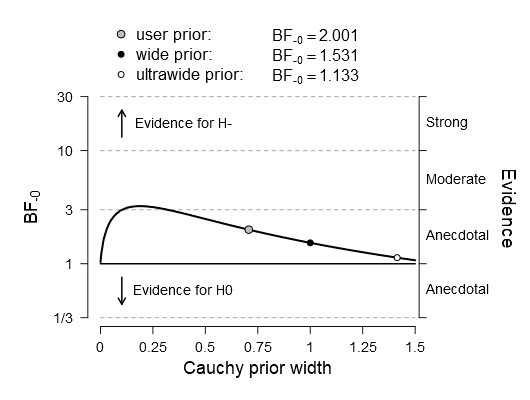 user prior: BF-0 = 2.001
wide prior: BF-0 = 1.531
ultrawide prior: BF-0 = 1.133
30
Evidence for H-
Strong
10
Moderate
3
Anecdotal
1
Evidence for H0
Anecdotal
1/3
BF-0
Evidence
0 0.25 0.5 0.75 1 1.25 1.5
Cauchy prior width